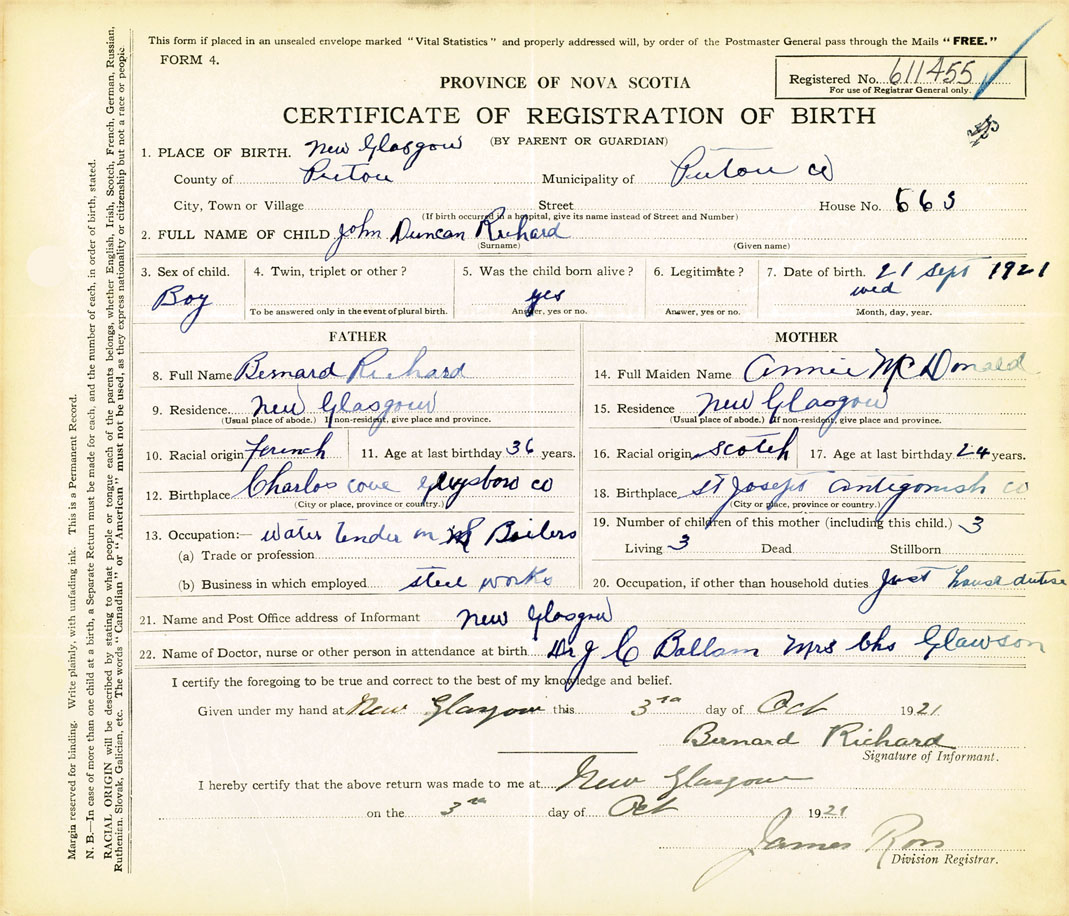 This form if placed in an unsealed envelope marked "Vital Statistics" and properly addressed will, by order of the Postmaster General pass through the Mails "FREE."
FORM 4.
Registered No. 611455
For use of Registrar General only.
PROVINCE OF NOVA SCOTIA
CERTIFICATE OF REGISTRATION OF BIRTH
(BY PARENT OR GUARDIAN)
1. PLACE OF BIRTH. New Glasgow
County of Pictou Municipality of Pictou Co
City, Town or Village Street House No. 663
(If birth occurred in a hospital, give its name instead of Street and Number)
2. FULL NAME OF CHILD John Duncan Richard
(Surname) (Given name)
3. Sex of child. 4. Twin, triplet or other? 5. Was the child born alive? 6. Legitimate? 7. Date of birth. 21 Sept 1921
Boy yes wed
To be answered only in the event of plural birth. Answer, yes or no. Answer, yes or no. Month, day, year.
FATHER MOTHER
8. Full Name Bernard Richard 14. Full Maiden Name Annie McDonald
9. Residence New Glasgow 15. Residence New Glasgow
(Usual place of abode.) If non-resident, give place and province. (Usual place of abode.) If non-resident, give place and province.
10. Racial origin french 11. Age at last birthday 36 years. 16. Racial origin scotch 17. Age at last birthday 24 years.
12. Birthplace Charlos cove guysboro co 18. Birthplace st Josept antigonish co
(City or place, province or country.) (City or place, province or country.)
13. Occupation:— water tender on Boilers 19. Number of children of this mother (including this child.) 3
(a) Trade or profession Living 3 Dead Stillborn
(b) Business in which employed steel works 20. Occupation, if other than household duties Just house dutise
21. Name and Post Office address of Informant New Glasgow
22. Name of Doctor, nurse or other person in attendance at birth. Dr J C Ballam Mrs Chs Glawson
I certify the foregoing to be true and correct to the best of my knowledge and belief.
Given under my hand at New Glasgow this 3rd day of Oct 1921
Bernard Richard
Signature of Informant.
I hereby certify that the above return was made to me at New Glasgow
on the 3rd day of Oct 1921
James Ross
Division Registrar.
Margin reserved for binding. Write plainly, with unfading ink. This is a Permanent Record.
N. B.—In case of more than one child at a birth, a Separate Return must be made for each, and the number of each, in order of birth, stated.
RACIAL ORIGIN will be described by stating to what people or tongue each of the parents belongs, whether English, Irish, Scotch, French, German, Russian,
Ruthenian, Slovak, Galician, etc. The words "Canadian" or "American" must not be used, as they express nationality or citizenship but not a race or people.